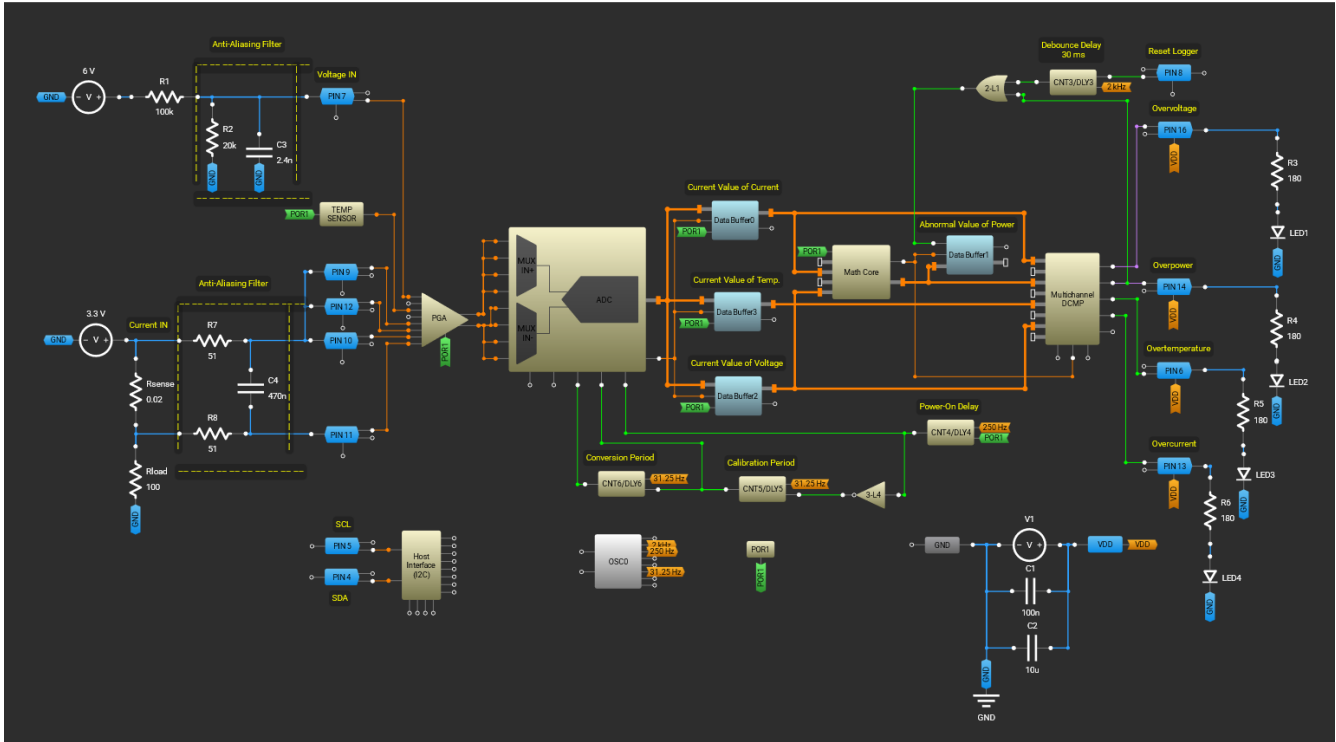 Anti-Aliasing Filter
6 V
GND
V
R1
100k
Voltage IN
PIN 7
R2
20k
C3
2.4n
GND
GND
POR1
TEMP
SENSOR
Anti-Aliasing Filter
PIN 9
PIN 12
PIN 10
PIN 11
3.3 V
GND
V
Current IN
R7
51
C4
470n
Rsense
0.02
R8
51
Rload
100
GND
PGA
POR1
MUX
IN+
MUX
IN-
ADC
Current Value of Current
Data Buffer0
POR1
Current Value of Temp.
Data Buffer3
POR1
Current Value of Voltage
Data Buffer2
POR1
POR1
Math Core
Abnormal Value of Power
Data Buffer1
Multichannel
DCMP
2-L1
Debounce Delay
30 ms
CNT3/DLY3
2 kHz
Reset Logger
PIN 8
Overvoltage
PIN 16
VDD
R3
180
LED1
GND
Overpower
PIN 14
VDD
R4
180
LED2
GND
Overtemperature
PIN 6
VDD
R5
180
LED3
GND
Overcurrent
PIN 13
VDD
R6
180
LED4
GND
Power-On Delay
CNT4/DLY4
250 Hz
POR1
Conversion Period
CNT6/DLY6
31.25 Hz
Calibration Period
CNT5/DLY5
31.25 Hz
3-L4
SCL
PIN 5
PIN 4
SDA
Host
Interface
(I2C)
OSC0
2 kHz
250 Hz
31.25 Hz
POR1
POR1
V1
GND
V
VDD
VDD
C1
100n
C2
10u
GND
GND